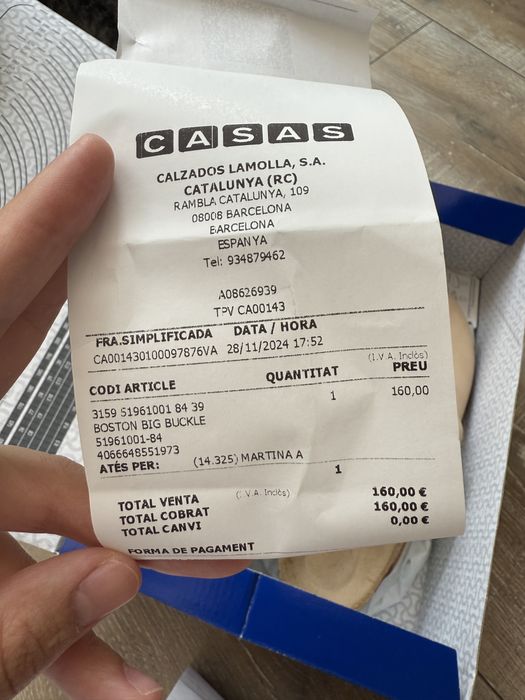 CASAS
CALZADOS LAMOLLA, S.A.
CATALUNYA (RC)
RAMBLA CATALUNYA, 109
08008 BARCELONA
BARCELONA
ESPANYA
Tel: 934879462
A08626939
TPV CA00143
FRA.SIMPLIFICADA DATA / HORA
CA001430100097876VA 28/11/2024 17:52
(I.V.A. Inclòs)
CODI ARTICLE QUANTITAT PREU
3159 51961001 84 39 1 160,00
BOSTON BIG BUCKLE
51961001-84
4066648551973
ATÉS PER: (14.325) MARTINA A
1
TOTAL VENTA (I.V.A. Inclòs) 160,00 €
TOTAL COBRAT 160,00 €
TOTAL CANVI 0,00 €
FORMA DE PAGAMENT